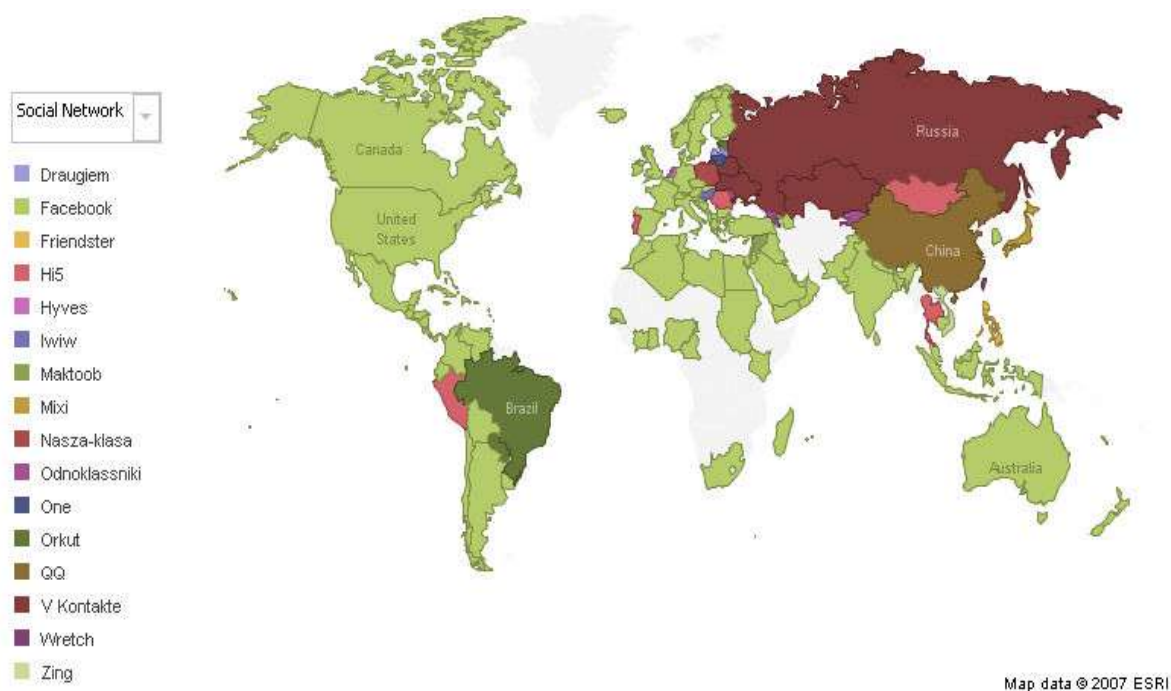 Social Network
Draugiem
Facebook
Friendster
Hi5
Hyves
Iwiw
Maktoob
Mixi
Nasza-klasa
Odnoklassniki
One
Orkut
QQ
V Kontakte
Wretch
Zing
Canada
United
States
Brazil
Russia
China
Australia
Map data © 2007 ESRI